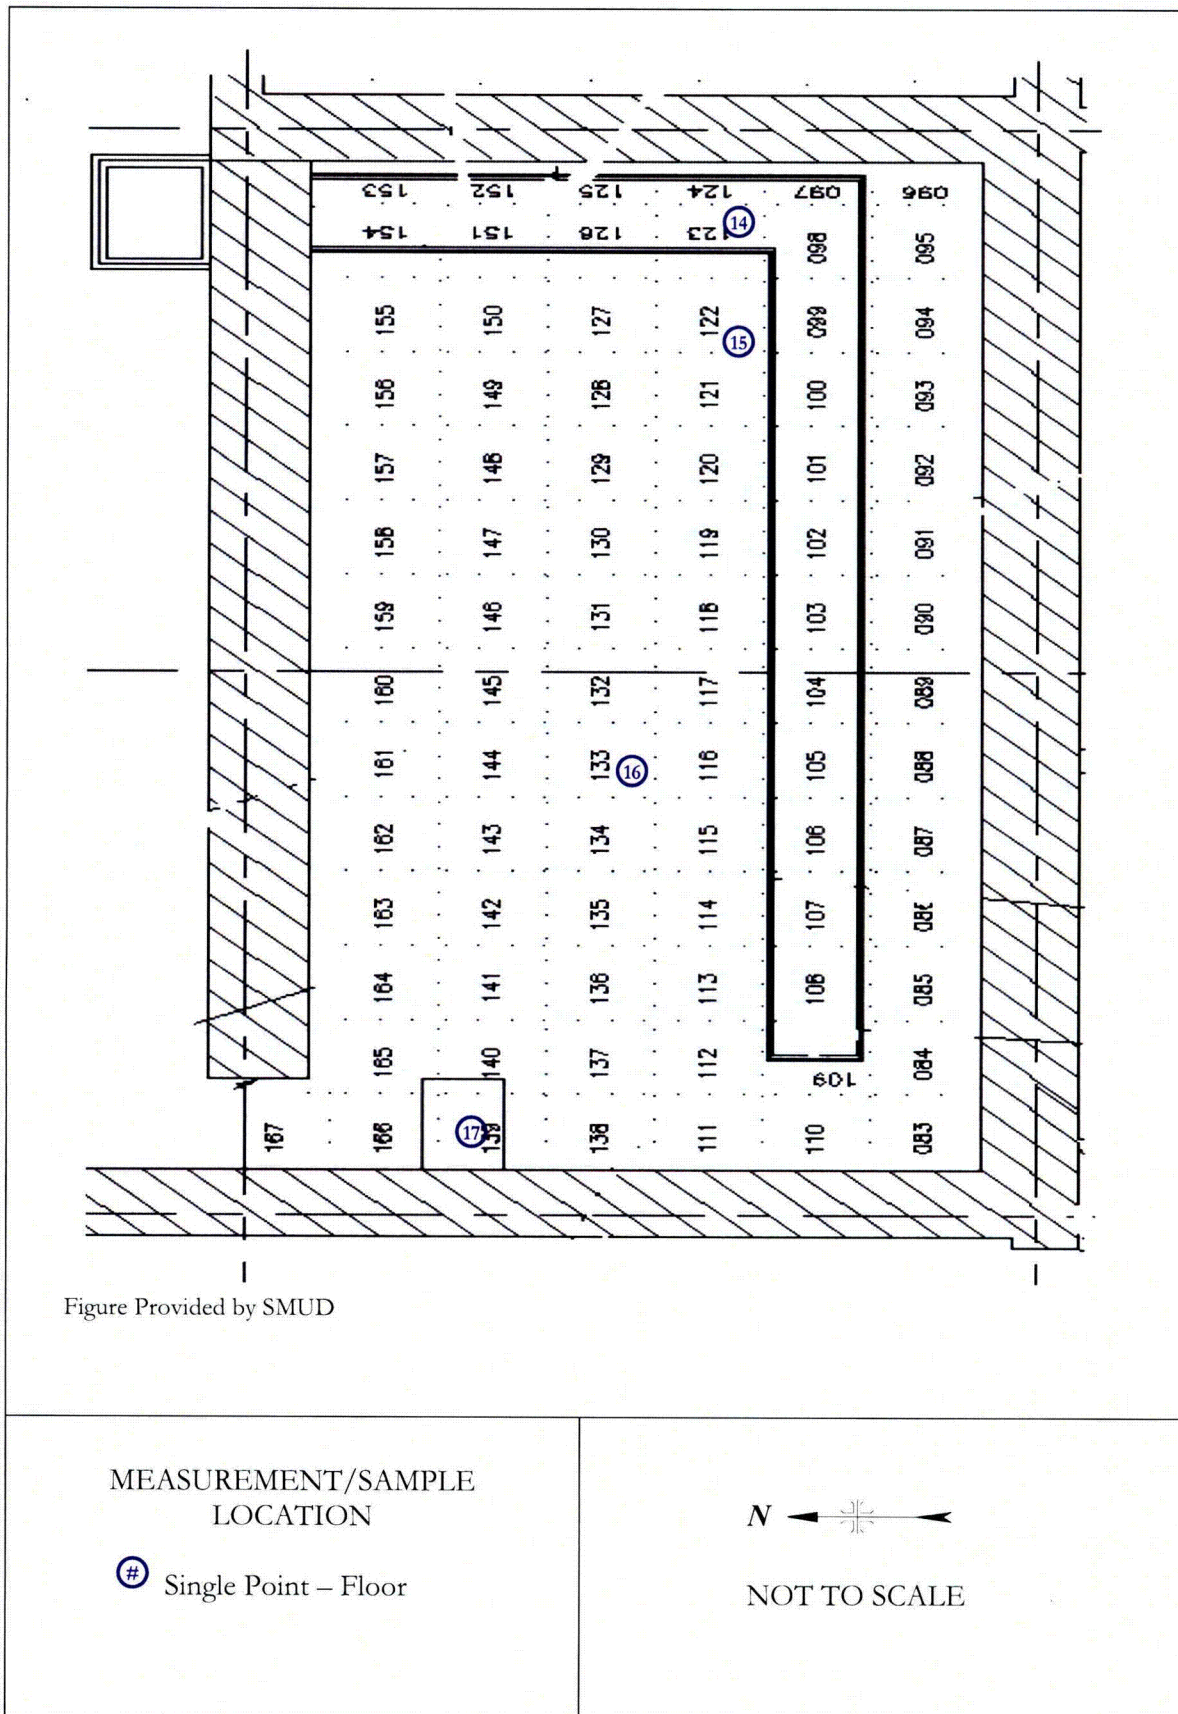 153 152 125 124 097 096
14
154 151 126 123 098 095
155 150 127 122 099 094
15
156 149 128 121 100 093
157 148 129 120 101 092
158 147 130 119 102 091
159 146 131 118 103 090
160 145 132 117 104 089
161 144 133 116 105 088
16
162 143 134 115 106 087
163 142 135 114 107 086
164 141 136 113 108 085
165 140 137 112 109 084
167 166 17 139 138 111 110 083
Figure Provided by SMUD
MEASUREMENT/SAMPLE
LOCATION
# Single Point – Floor
N
NOT TO SCALE